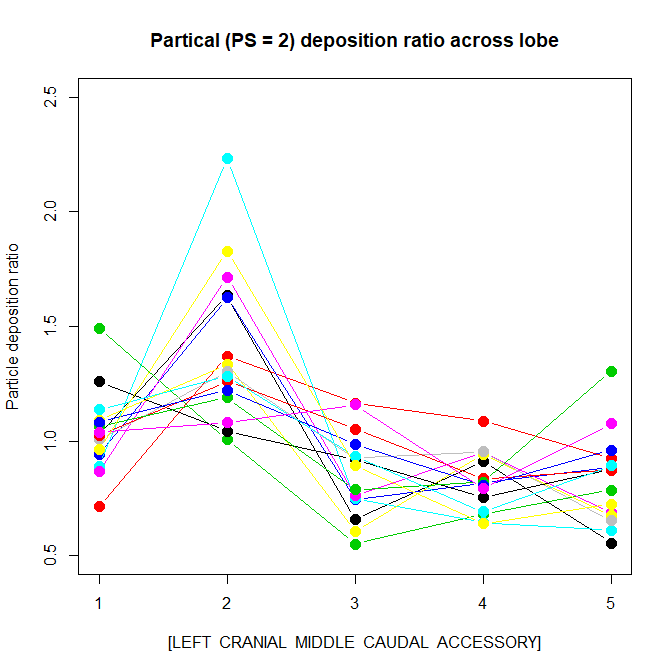 Partical (PS = 2) deposition ratio across lobe
Particle deposition ratio
2.5
2.0
1.5
1.0
0.5
1 2 3 4 5
[LEFT CRANIAL MIDDLE CAUDAL ACCESSORY]